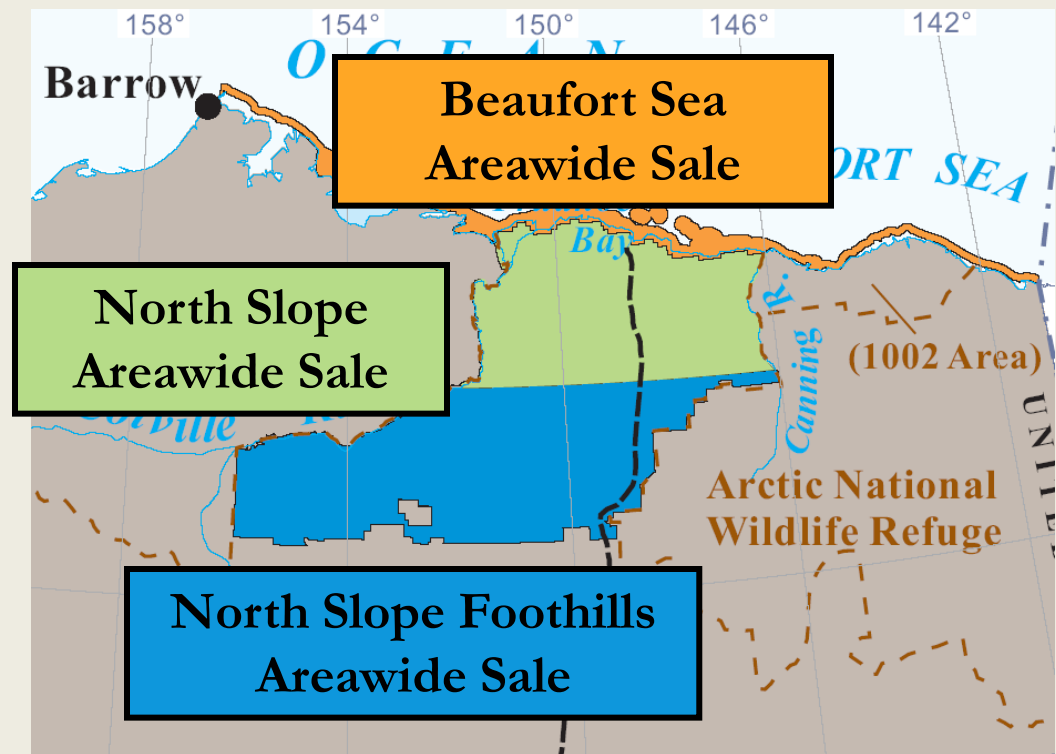 158° 154° 150° 146° 142°
Barrow
Beaufort Sea
Areawide Sale
SEA
Bay
North Slope
Areawide Sale
R.
Canning
(1002 Area)
Colville
Arctic National
Wildlife Refuge
North Slope Foothills
Areawide Sale